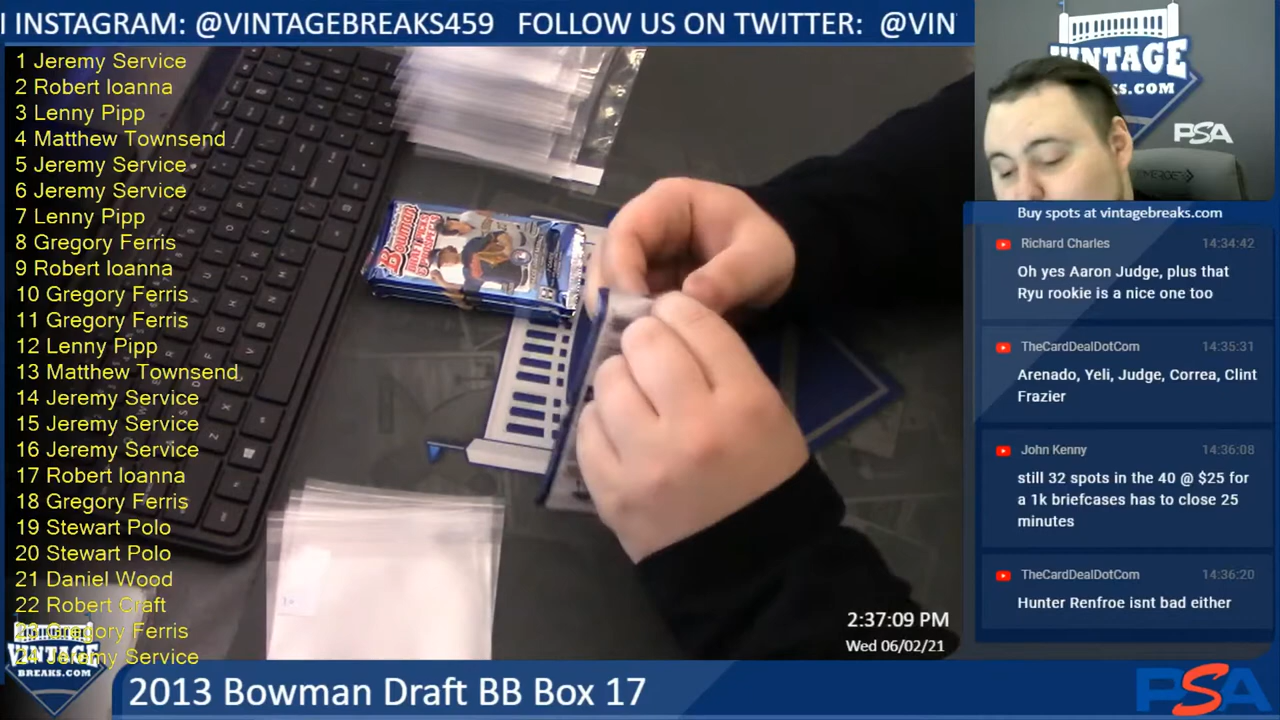 INSTAGRAM: @VINTAGEBREAKS459 FOLLOW US ON TWITTER: @VIN
1 Jeremy Service
2 Robert Ioanna
3 Lenny Pipp
4 Matthew Townsend
5 Jeremy Service
6 Jeremy Service
7 Lenny Pipp
8 Gregory Ferris
9 Robert Ioanna
10 Gregory Ferris
11 Gregory Ferris
12 Lenny Pipp
13 Matthew Townsend
14 Jeremy Service
15 Jeremy Service
16 Jeremy Service
17 Robert Ioanna
18 Gregory Ferris
19 Stewart Polo
20 Stewart Polo
21 Daniel Wood
22 Robert Craft
23 Gregory Ferris
24 Jeremy Service
Bowman
DRAFT PICKS
& PROSPECTS
VINTAGE
.COM
PSA
Buy spots at vintagebreaks.com
Richard Charles 14:34:42
Oh yes Aaron Judge, plus that
Ryu rookie is a nice one too
TheCardDealDotCom 14:35:31
Arenado, Yeli, Judge, Correa, Clint
Frazier
John Kenny 14:36:08
still 32 spots in the 40 @ $25 for
a 1k briefcases has to close 25
minutes
TheCardDealDotCom 14:36:20
Hunter Renfroe isnt bad either
2:37:09 PM
Wed 06/02/21
VINTAGE
BREAKS.COM
2013 Bowman Draft BB Box 17
PSA